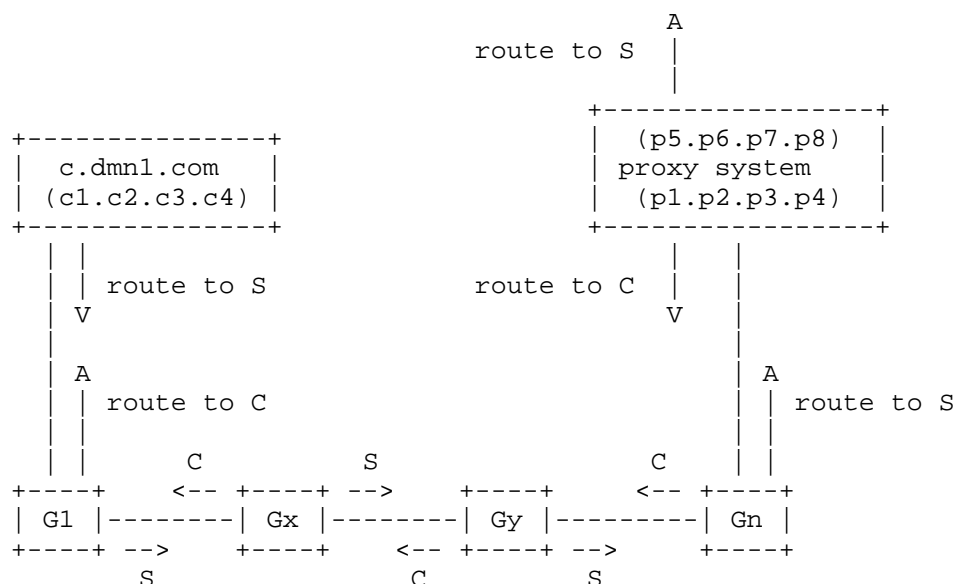 A
route to S |
|
+-----------------+
+---------------+ | (p5.p6.p7.p8) |
| c.dmn1.com | | proxy system |
| (c1.c2.c3.c4) | | (p1.p2.p3.p4) |
+---------------+ +-----------------+
| | | |
| | route to S route to C | |
| V V |
| |
| A | A
| | route to C | | route to S
| | | |
| | C S C | |
+----+ <-- +----+ --> +----+ <-- +----+
| G1 |--------| Gx |--------| Gy |---------| Gn |
+----+ --> +----+ <-- +----+ --> +----+
S C S